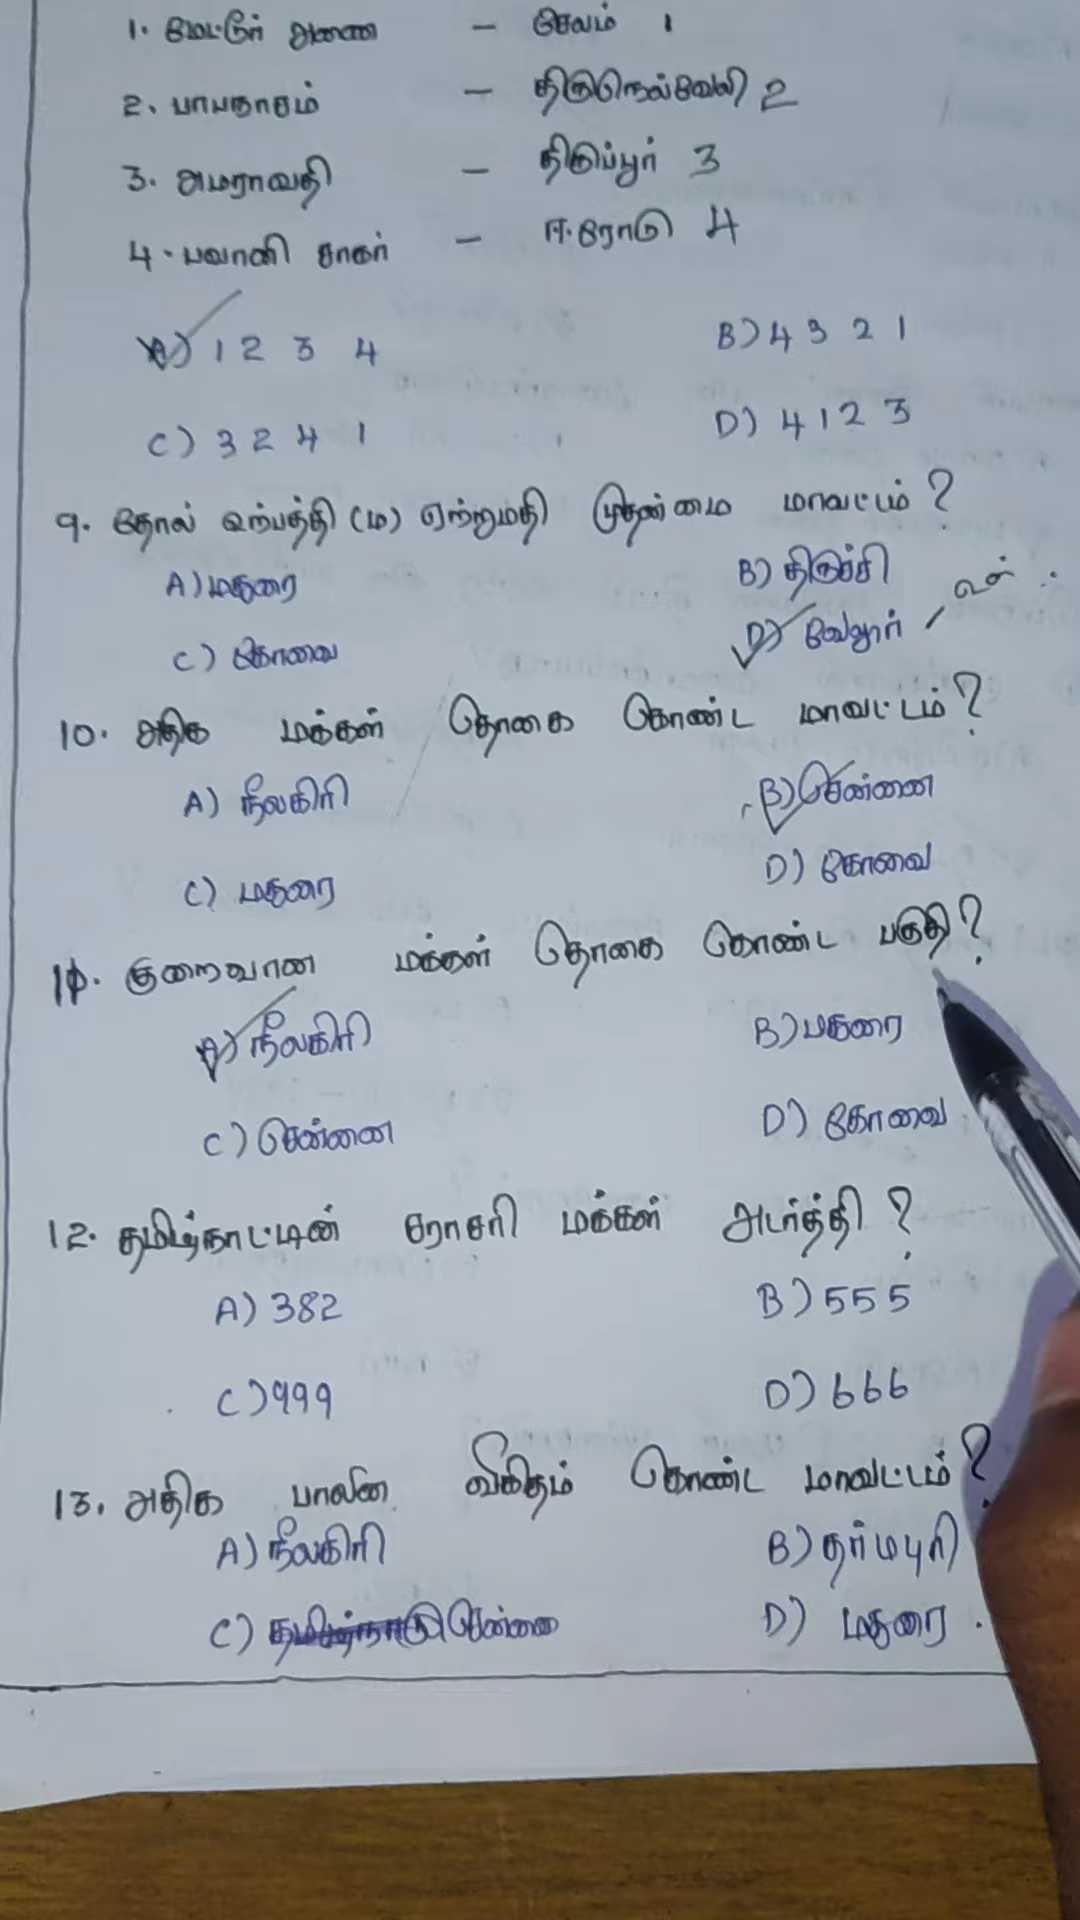 1. மேட்டூர் அணை - சேலம் 1
2. பாபநாசம் - திருநெல்வேலி 2
3. அமராவதி - திருப்பூர் 3
4. பவானி சாகர் - ஈ.ரோடு 4
A) 1 2 3 4 B) 4 3 2 1
C) 3 2 4 1 D) 4 1 2 3
9. தோல் உற்பத்தி (ம) ஏற்றுமதி முதன்மை மாவட்டம்?
A) மதுரை B) திருச்சி
C) கோவை D) வேலூர்
10. அதிக மக்கள் தொகை கொண்ட மாவட்டம்?
A) நீலகிரி B) சென்னை
C) மதுரை D) கோவை
11. குறைவான மக்கள் தொகை கொண்ட பகுதி?
A) நீலகிரி B) மதுரை
C) சென்னை D) கோவை
12. தமிழ்நாட்டின் சராசரி மக்கள் அடர்த்தி?
A) 382 B) 555
C) 999 D) 666
13. அதிக பாலின விகிதம் கொண்ட மாவட்டம்?
A) நீலகிரி B) தர்மபுரி
C) சென்னை D) மதுரை.